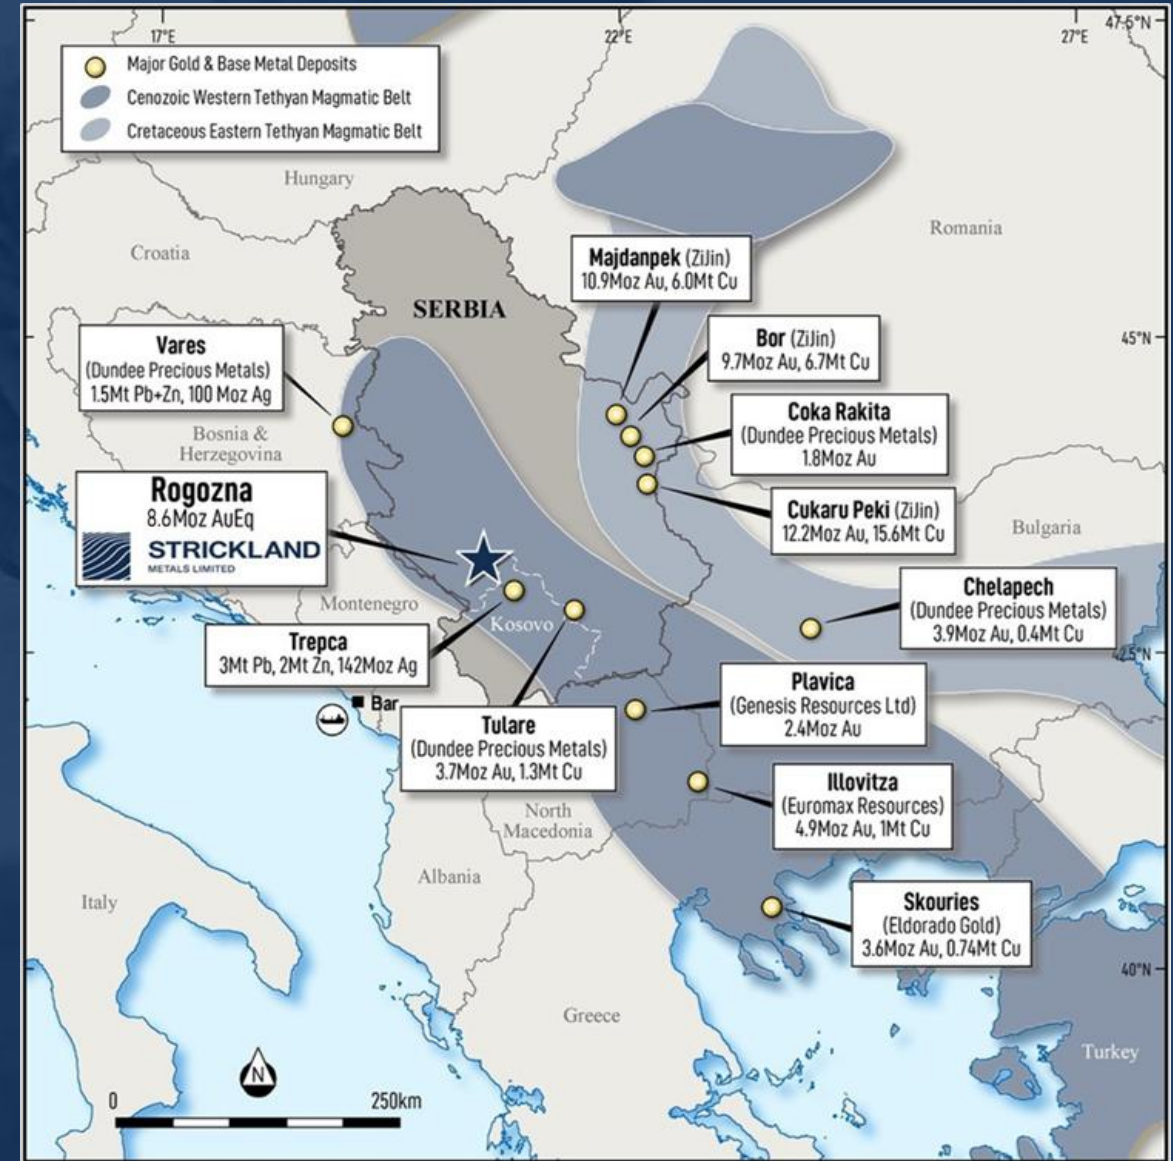 17°E
22°E
27°E
47.5°N
Major Gold & Base Metal Deposits
Cenozoic Western Tethyan Magmatic Belt
Cretaceous Eastern Tethyan Magmatic Belt
Hungary
Croatia
Romania
SERBIA
Majdanpek (ZiJin)
10.9Moz Au, 6.0Mt Cu
Bor (ZiJin)
9.7Moz Au, 6.7Mt Cu
45°N
Vares
(Dundee Precious Metals)
1.5Mt Pb+Zn, 100 Moz Ag
Coka Rakita
(Dundee Precious Metals)
1.8Moz Au
Bosnia &
Herzegovina
Rogozna
8.6Moz AuEq
STRICKLAND
METALS LIMITED
Cukaru Peki (ZiJin)
12.2Moz Au, 15.6Mt Cu
Bulgaria
Chelapech
(Dundee Precious Metals)
3.9Moz Au, 0.4Mt Cu
Montenegro
Kosovo
Trepca
3Mt Pb, 2Mt Zn, 142Moz Ag
42.5°N
Plavica
(Genesis Resources Ltd)
2.4Moz Au
Bar
Tulare
(Dundee Precious Metals)
3.7Moz Au, 1.3Mt Cu
Illovitza
(Euromax Resources)
4.9Moz Au, 1Mt Cu
North
Macedonia
Albania
Italy
Skouries
(Eldorado Gold)
3.6Moz Au, 0.74Mt Cu
40°N
Greece
Turkey
N
0
250km